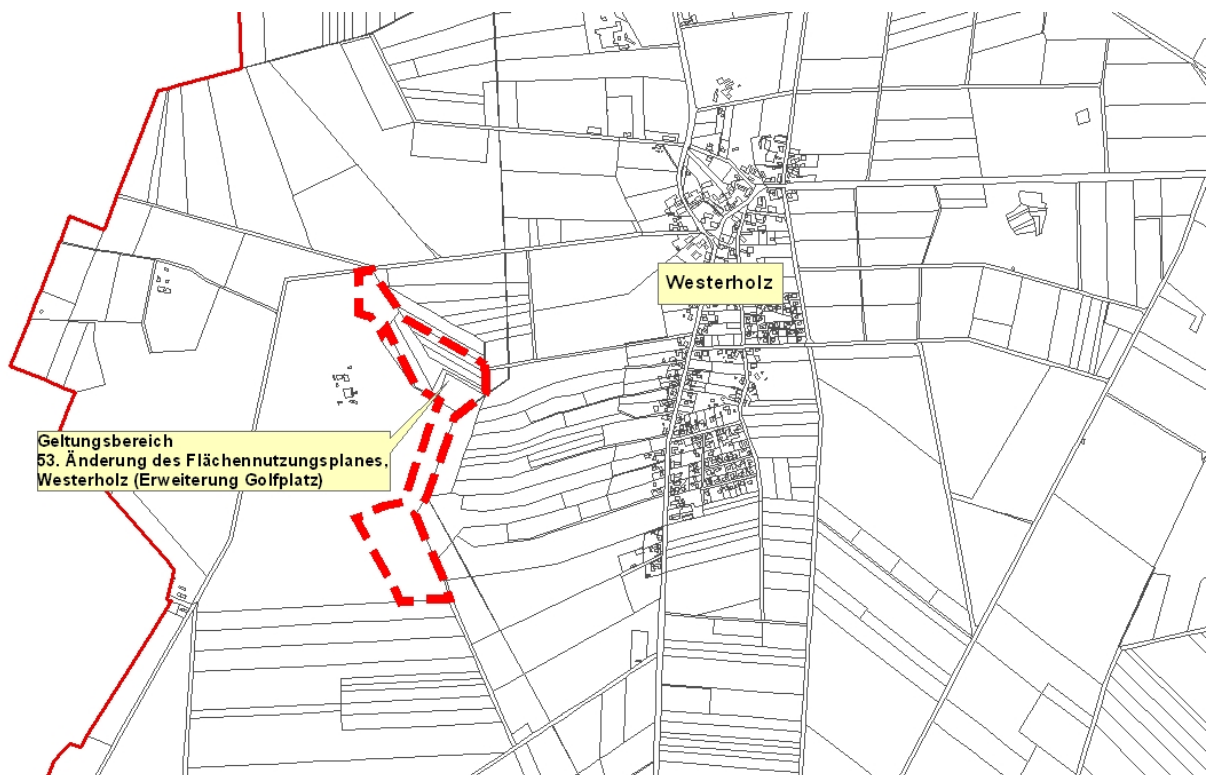 Westerholz
Geltungsbereich
53. Änderung des Flächennutzungsplanes,
Westerholz (Erweiterung Golfplatz)